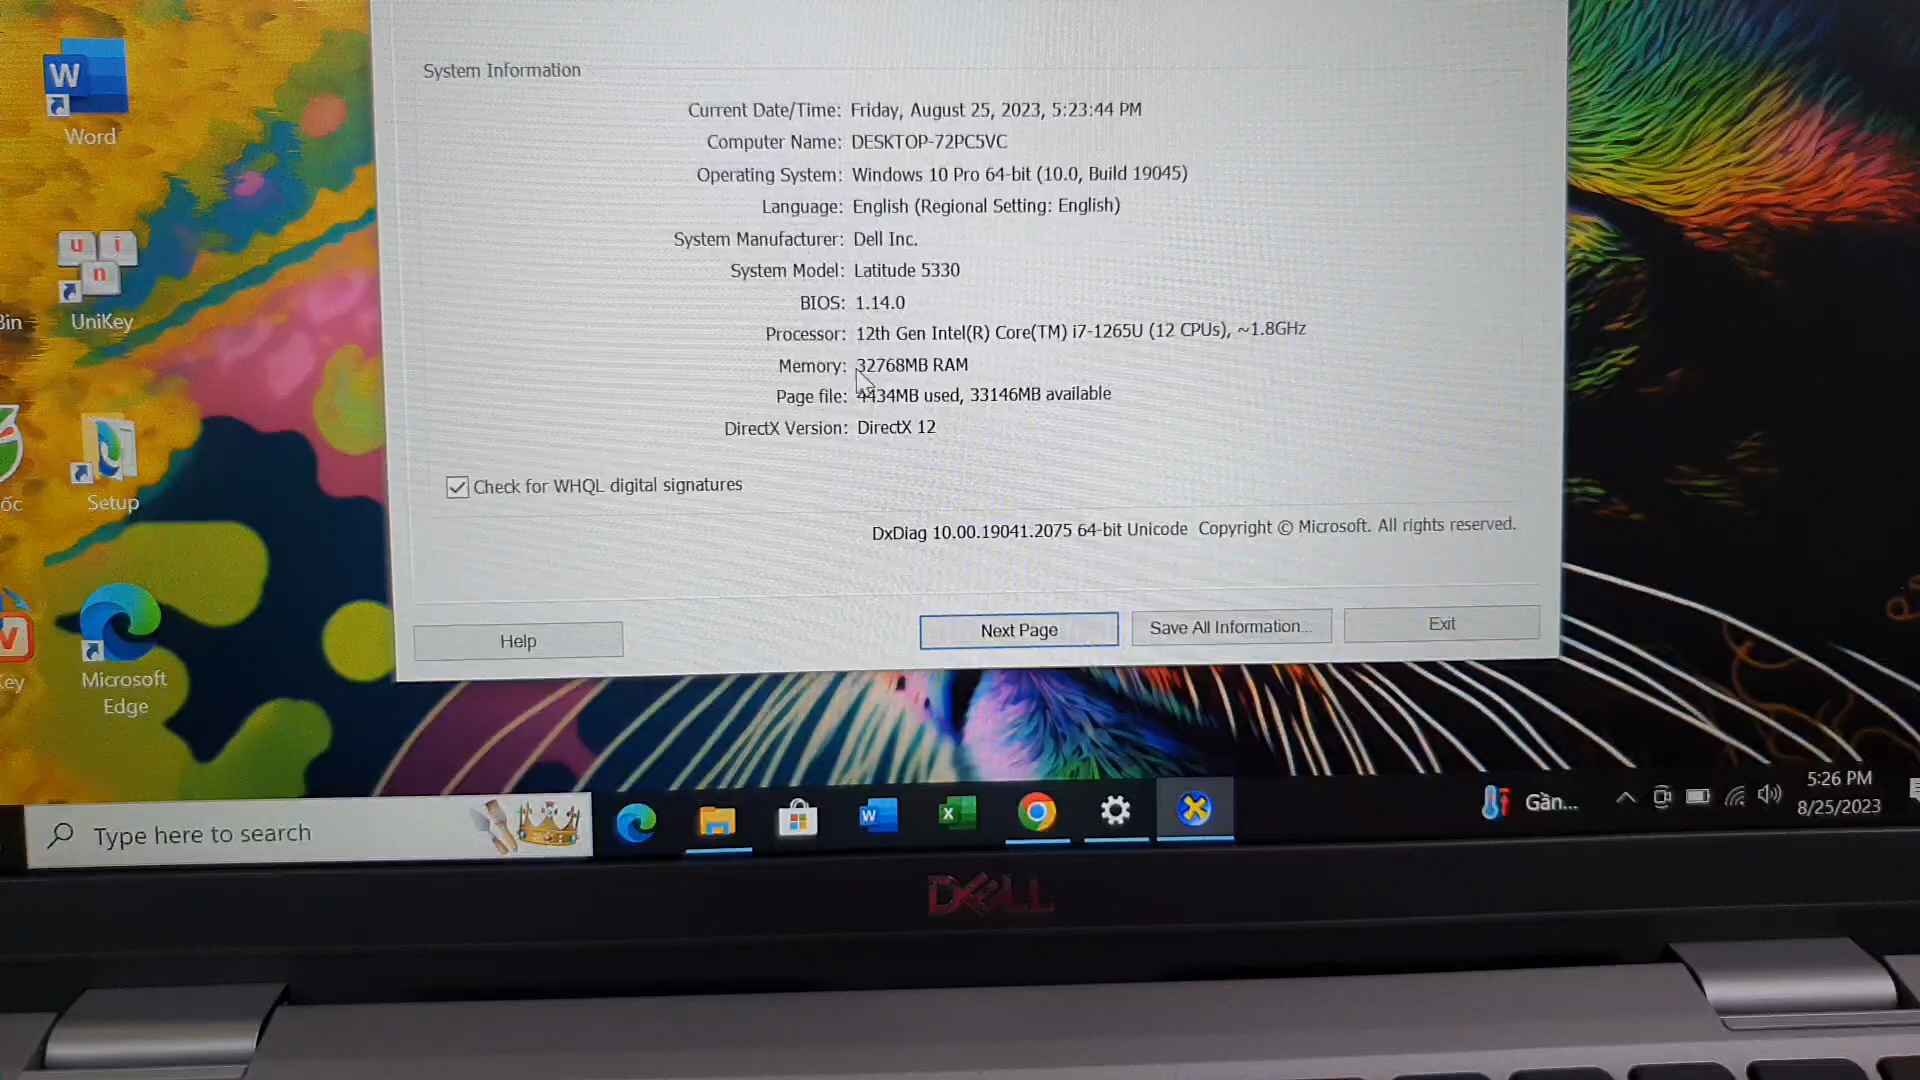 System Information
Current Date/Time: Friday, August 25, 2023, 5:23:44 PM
Computer Name: DESKTOP-72PC5VC
Operating System: Windows 10 Pro 64-bit (10.0, Build 19045)
Language: English (Regional Setting: English)
System Manufacturer: Dell Inc.
System Model: Latitude 5330
BIOS: 1.14.0
Processor: 12th Gen Intel(R) Core(TM) i7-1265U (12 CPUs), ~1.8GHz
Memory: 32768MB RAM
Page file: 4434MB used, 33146MB available
DirectX Version: DirectX 12
Check for WHQL digital signatures
DxDiag 10.00.19041.2075 64-bit Unicode Copyright © Microsoft. All rights reserved.
Help
Next Page
Save All Information...
Exit
W
Word
u i
n
Bin
UniKey
ốc
Setup
V
Key
Microsoft
Edge
Type here to search
W
X
Gần...
5:26 PM
8/25/2023
DELL